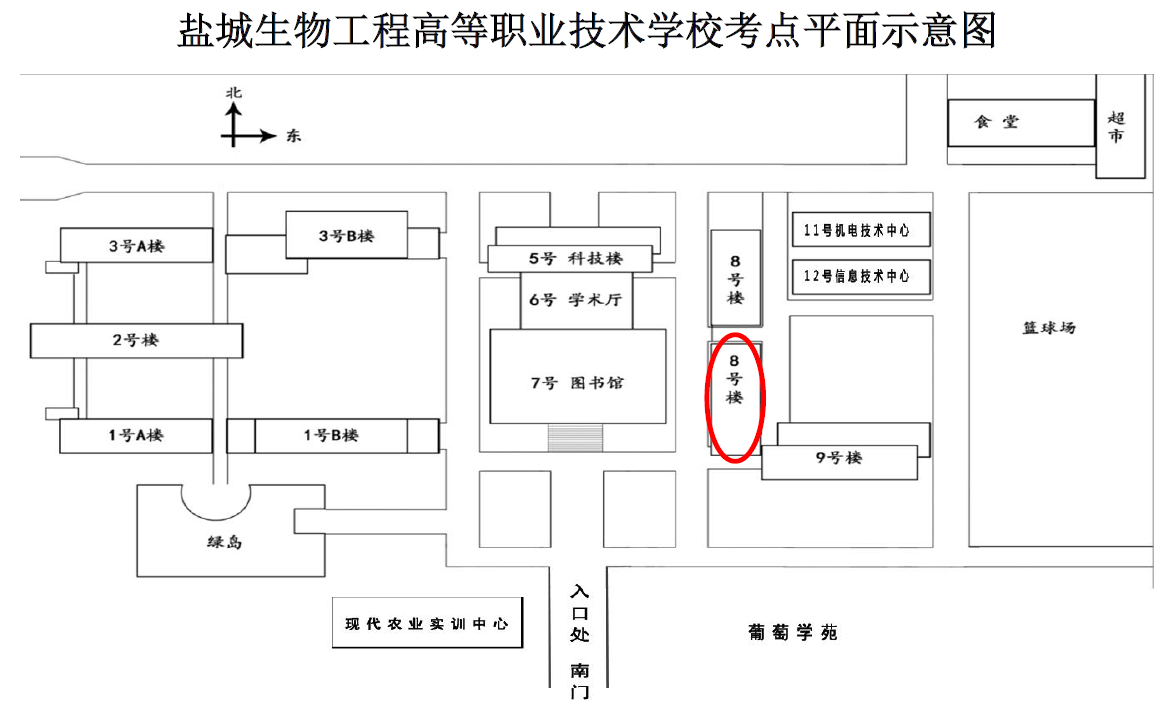 盐城生物工程高等职业技术学校考点平面示意图
北
东
食 堂
超市
3号A楼
3号B楼
5号 科技楼
6号 学术厅
7号 图书馆
8号楼
8号楼
11号机电技术中心
12号信息技术中心
篮球场
2号楼
1号A楼
1号B楼
9号楼
绿岛
现代农业实训中心
入口处 南门
葡萄学苑